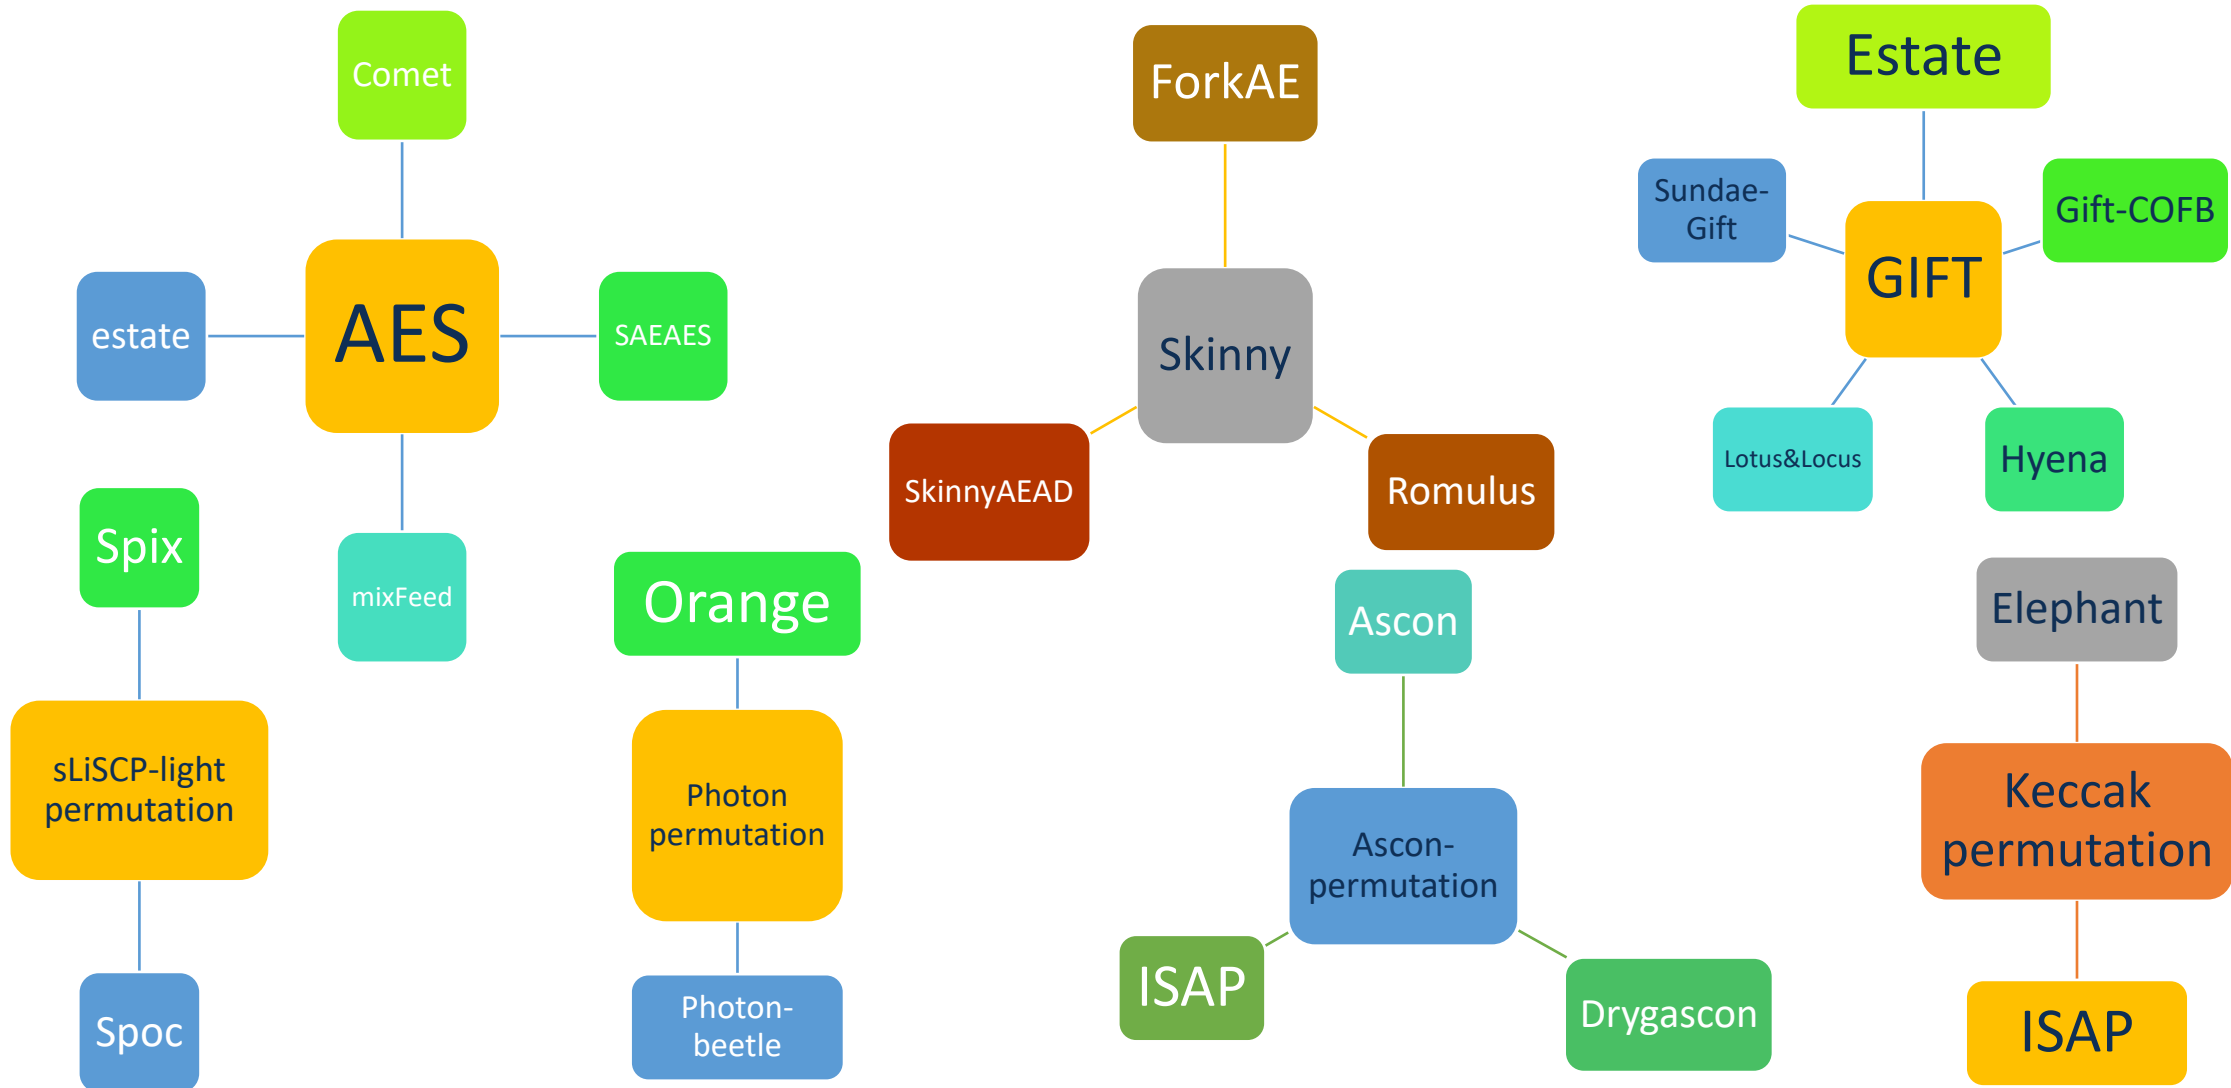 Comet
estate
AES
SAEAES
mixFeed
ForkAE
Skinny
SkinnyAEAD
Romulus
Estate
Sundae-
Gift
Gift-COFB
GIFT
Lotus&Locus
Hyena
Spix
sLiSCP-light
permutation
Spoc
Orange
Photon
permutation
Photon-
beetle
Ascon
Ascon-
permutation
ISAP
Drygascon
Elephant
Keccak
permutation
ISAP